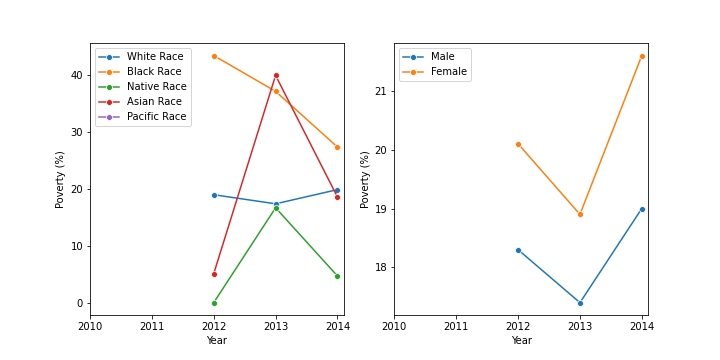 White Race
Black Race
Native Race
Asian Race
Pacific Race
40
30
20
10
0
Poverty (%)
2010 2011 2012 2013 2014
Year
Male
Female
21
20
19
18
Poverty (%)
2010 2011 2012 2013 2014
Year